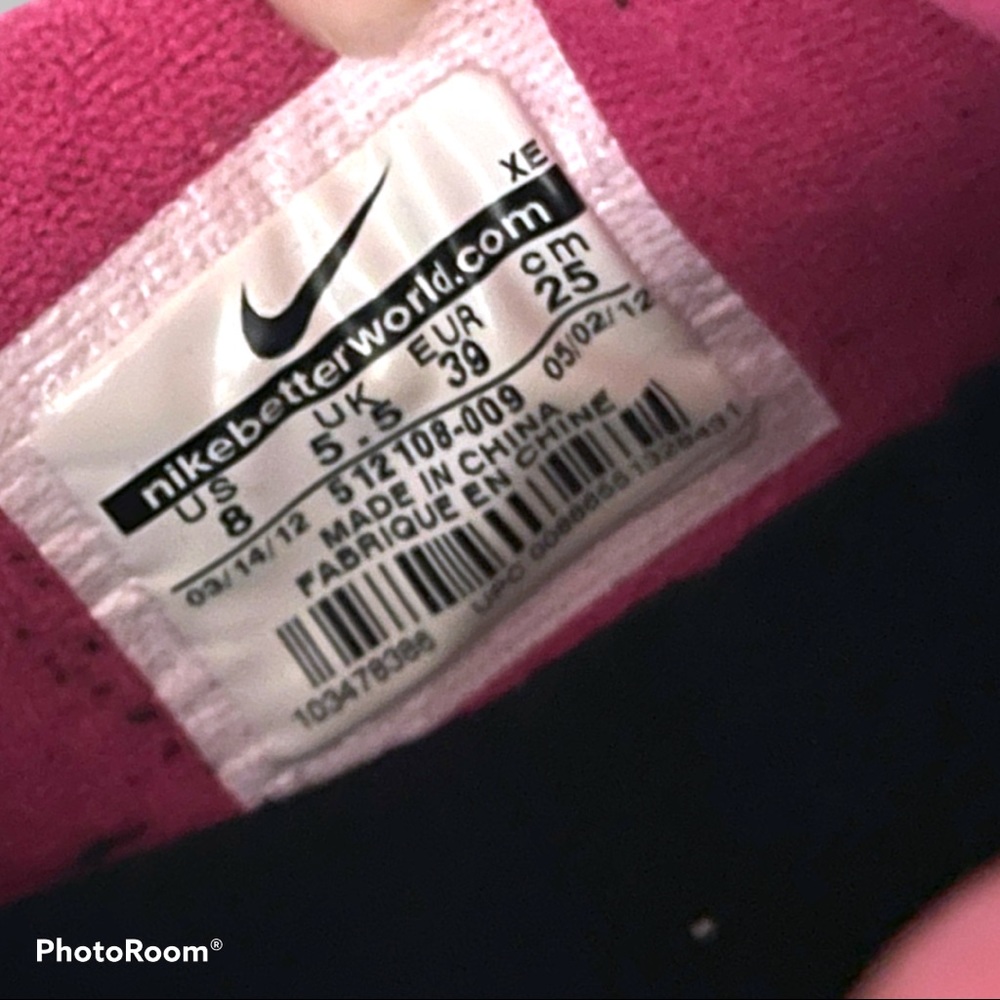 XE
nikebetterworld.com
US UK EUR cm
8 5.5 39 25
03/14/12 512108-009 05/02/12
MADE IN CHINA
FABRIQUE EN CHINE
UPC
103478386
PhotoRoom®